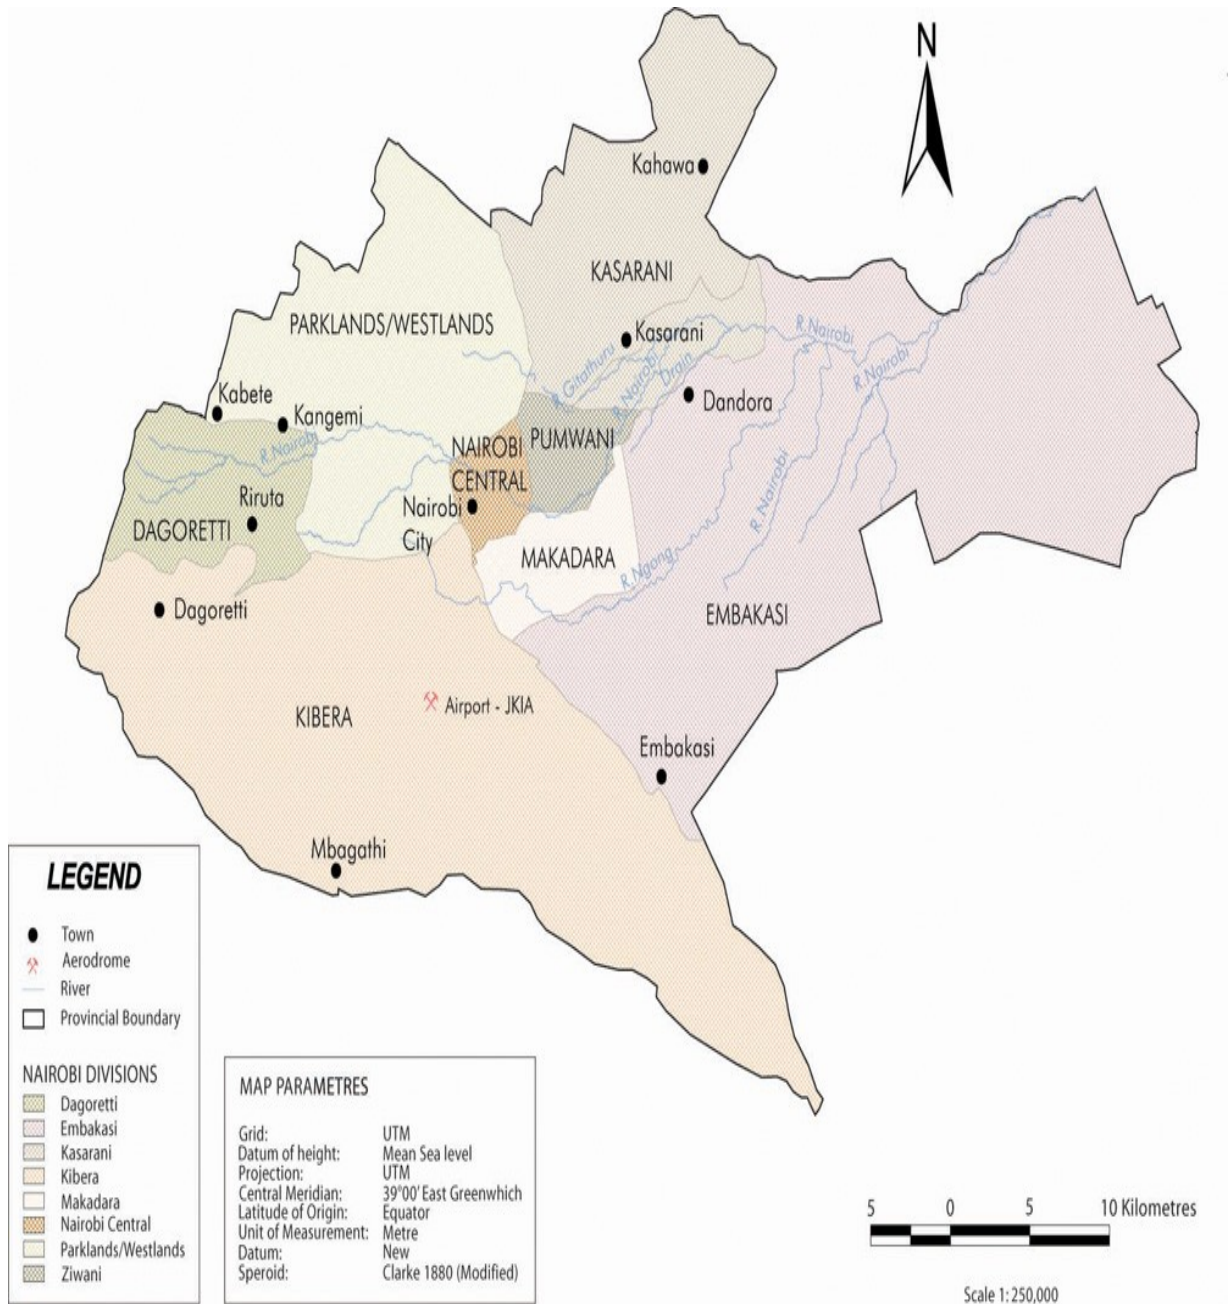 N
Kahawa
KASARANI
PARKLANDS/WESTLANDS
Kasarani
R.Nairobi
R.Gitathuru
R.Nairobi
Drain
R.Nairobi
Kabete
Kangemi
Dandora
R.Nairobi
NAIROBI
CENTRAL
PUMWANI
Riruta
Nairobi
City
DAGORETTI
MAKADARA
R.Nairobi
R.Ngong
Dagoretti
EMBAKASI
KIBERA
Airport - JKIA
Embakasi
Mbagathi
LEGEND
Town
Aerodrome
River
Provincial Boundary
NAIROBI DIVISIONS
Dagoretti
Embakasi
Kasarani
Kibera
Makadara
Nairobi Central
Parklands/Westlands
Ziwani
MAP PARAMETRES
Grid: UTM
Datum of height: Mean Sea level
Projection: UTM
Central Meridian: 39°00' East Greenwhich
Latitude of Origin: Equator
Unit of Measurement: Metre
Datum: New
Speroid: Clarke 1880 (Modified)
5 0 5 10 Kilometres
Scale 1:250,000